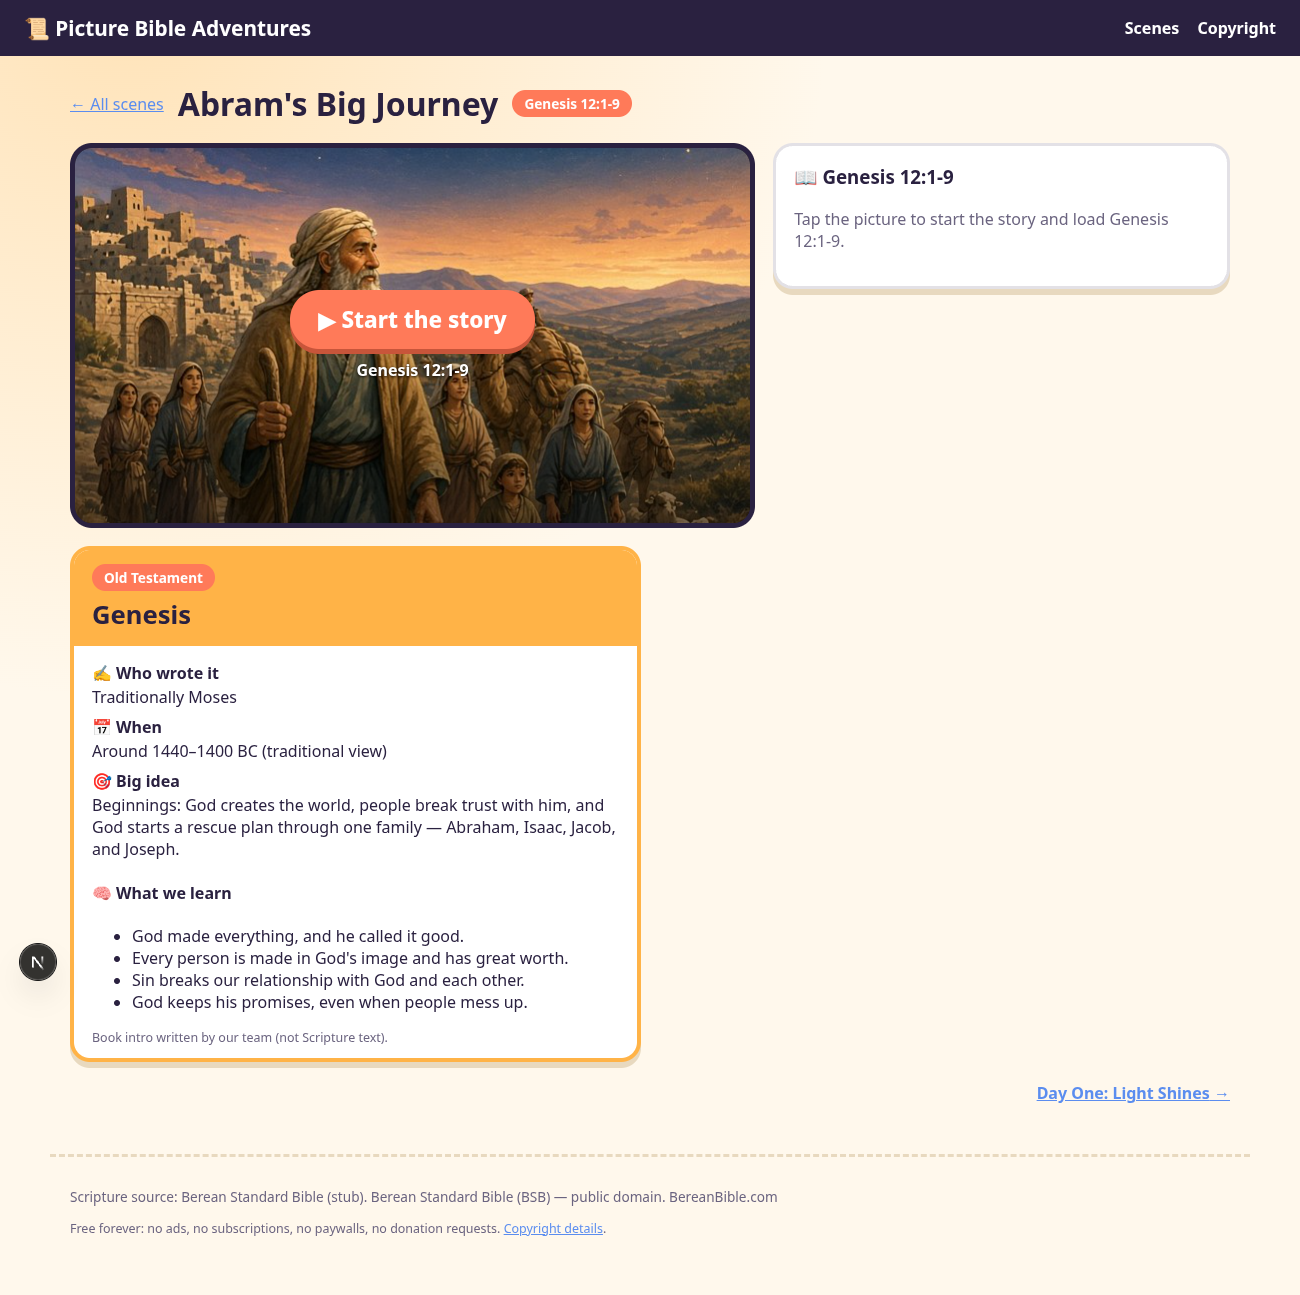 📜 Picture Bible Adventures
Scenes Copyright
← All scenes
Abram's Big Journey
Genesis 12:1-9
▶ Start the story
Genesis 12:1-9
📖 Genesis 12:1-9
Tap the picture to start the story and load Genesis
12:1-9.
Old Testament
Genesis
✍️ Who wrote it
Traditionally Moses
📅 When
Around 1440–1400 BC (traditional view)
🎯 Big idea
Beginnings: God creates the world, people break trust with him, and
God starts a rescue plan through one family — Abraham, Isaac, Jacob,
and Joseph.
🧠 What we learn
• God made everything, and he called it good.
• Every person is made in God's image and has great worth.
• Sin breaks our relationship with God and each other.
• God keeps his promises, even when people mess up.
Book intro written by our team (not Scripture text).
N
Day One: Light Shines →
Scripture source: Berean Standard Bible (stub). Berean Standard Bible (BSB) — public domain. BereanBible.com
Free forever: no ads, no subscriptions, no paywalls, no donation requests. Copyright details.